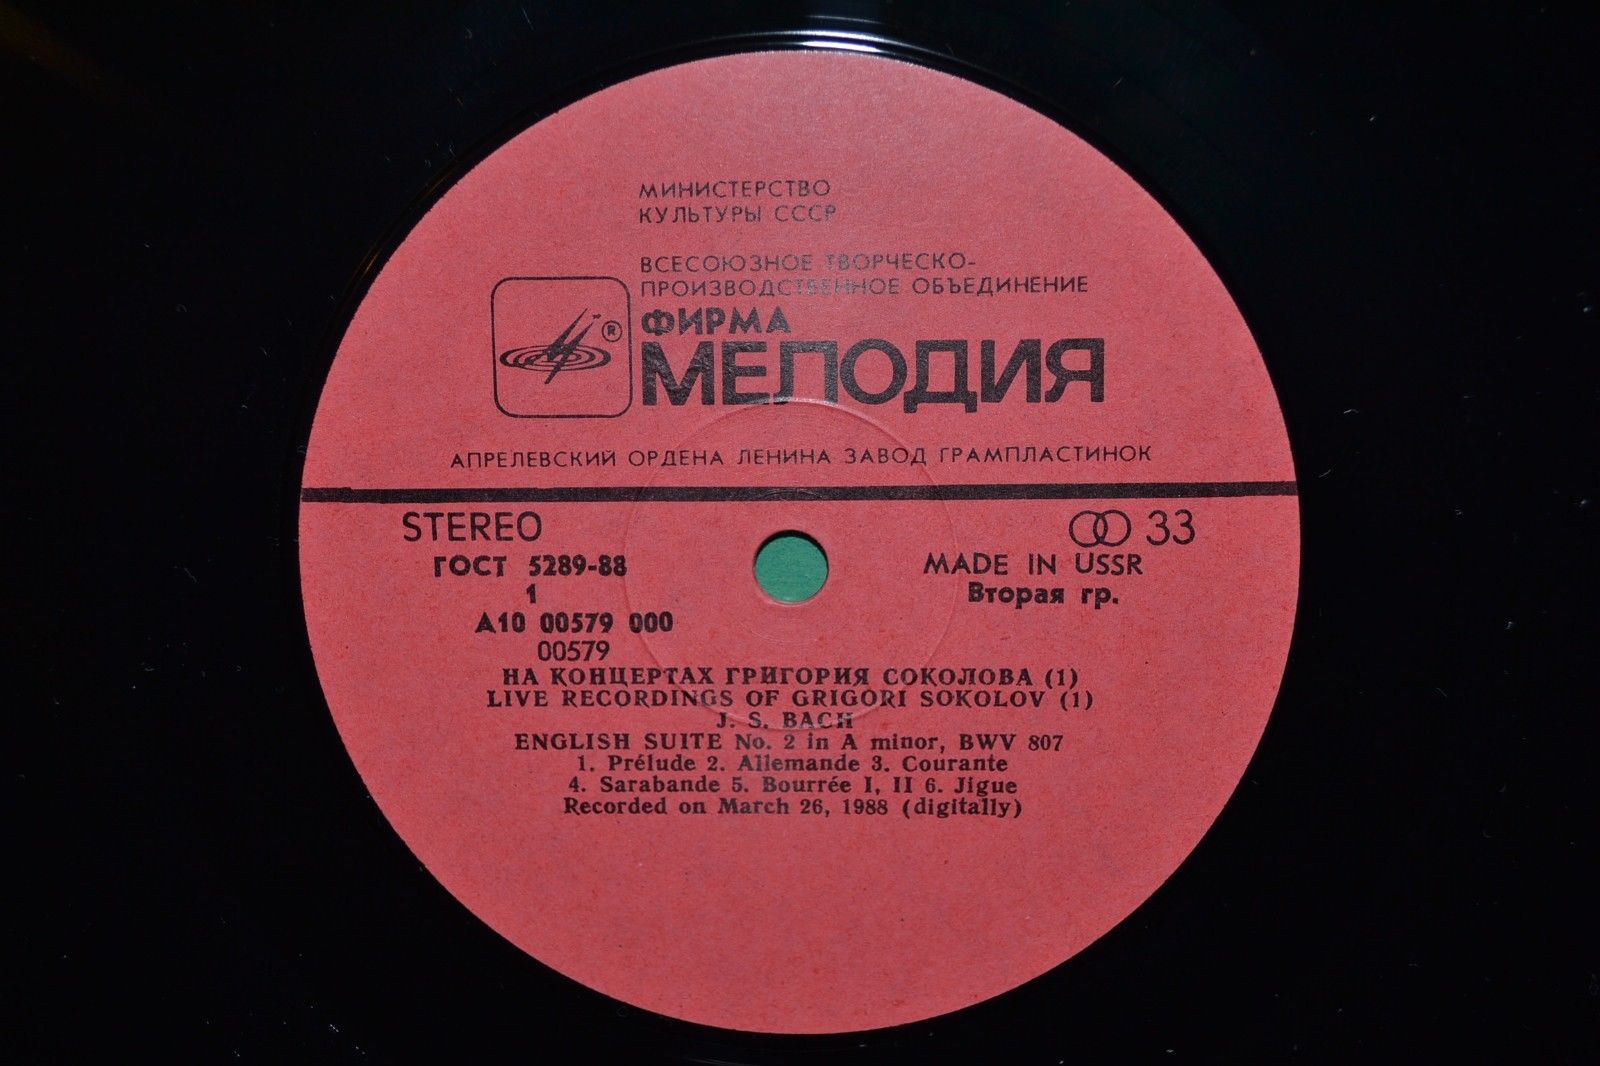 МИНИСТЕРСТВО
КУЛЬТУРЫ СССР
ВСЕСОЮЗНОЕ ТВОРЧЕСКО-
ПРОИЗВОДСТВЕННОЕ ОБЪЕДИНЕНИЕ
®
ФИРМА
МЕЛОДИЯ
АПРЕЛЕВСКИЙ ОРДЕНА ЛЕНИНА ЗАВОД ГРАМПЛАСТИНОК
STEREO
33
ГОСТ 5289-88
MADE IN USSR
1
Вторая гр.
А10 00579 000
00579
НА КОНЦЕРТАХ ГРИГОРИЯ СОКОЛОВА (1)
LIVE RECORDINGS OF GRIGORI SOKOLOV (1)
J. S. BACH
ENGLISH SUITE No. 2 in A minor, BWV 807
1. Prélude 2. Allemande 3. Courante
4. Sarabande 5. Bourrée I, II 6. Jigue
Recorded on March 26, 1988 (digitally)